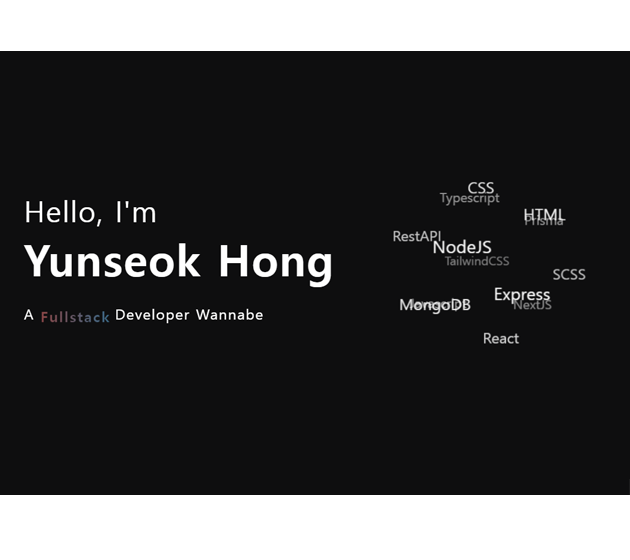 Hello, I'm
Yunseok Hong
A Fullstack Developer Wannabe
CSS
Typescript
HTML
Prisma
RestAPI
NodeJS
TailwindCSS
SCSS
Express
MongoDB
NextJS
React